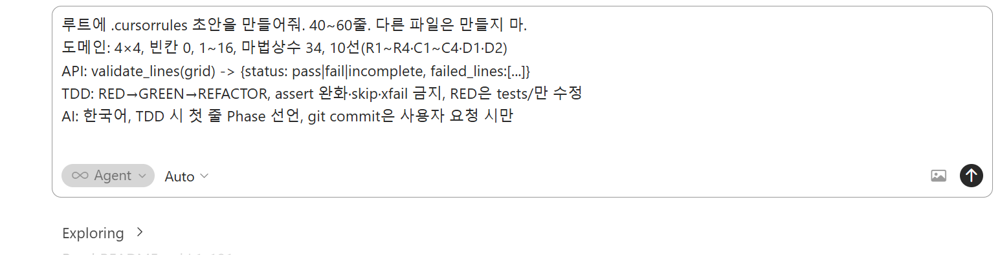 루트에 .cursorrules 초안을 만들어줘. 40~60줄. 다른 파일은 만들지 마.
도메인: 4×4, 빈칸 0, 1~16, 마법상수 34, 10선(R1~R4·C1~C4·D1·D2)
API: validate_lines(grid) -> {status: pass|fail|incomplete, failed_lines:[...]}
TDD: RED→GREEN→REFACTOR, assert 완화·skip·xfail 금지, RED은 tests/만 수정
AI: 한국어, TDD 시 첫 줄 Phase 선언, git commit은 사용자 요청 시만
Agent Auto
Exploring